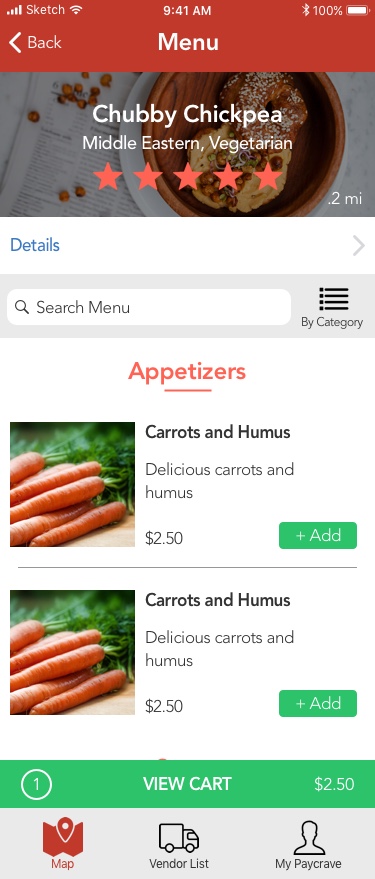 Sketch 9:41 AM 100%
Back Menu
Chubby Chickpea
Middle Eastern, Vegetarian
.2 mi
Details
Search Menu
By Category
Appetizers
Carrots and Humus
Delicious carrots and
humus
$2.50 + Add
Carrots and Humus
Delicious carrots and
humus
$2.50 + Add
1 VIEW CART $2.50
Map Vendor List My Paycrave